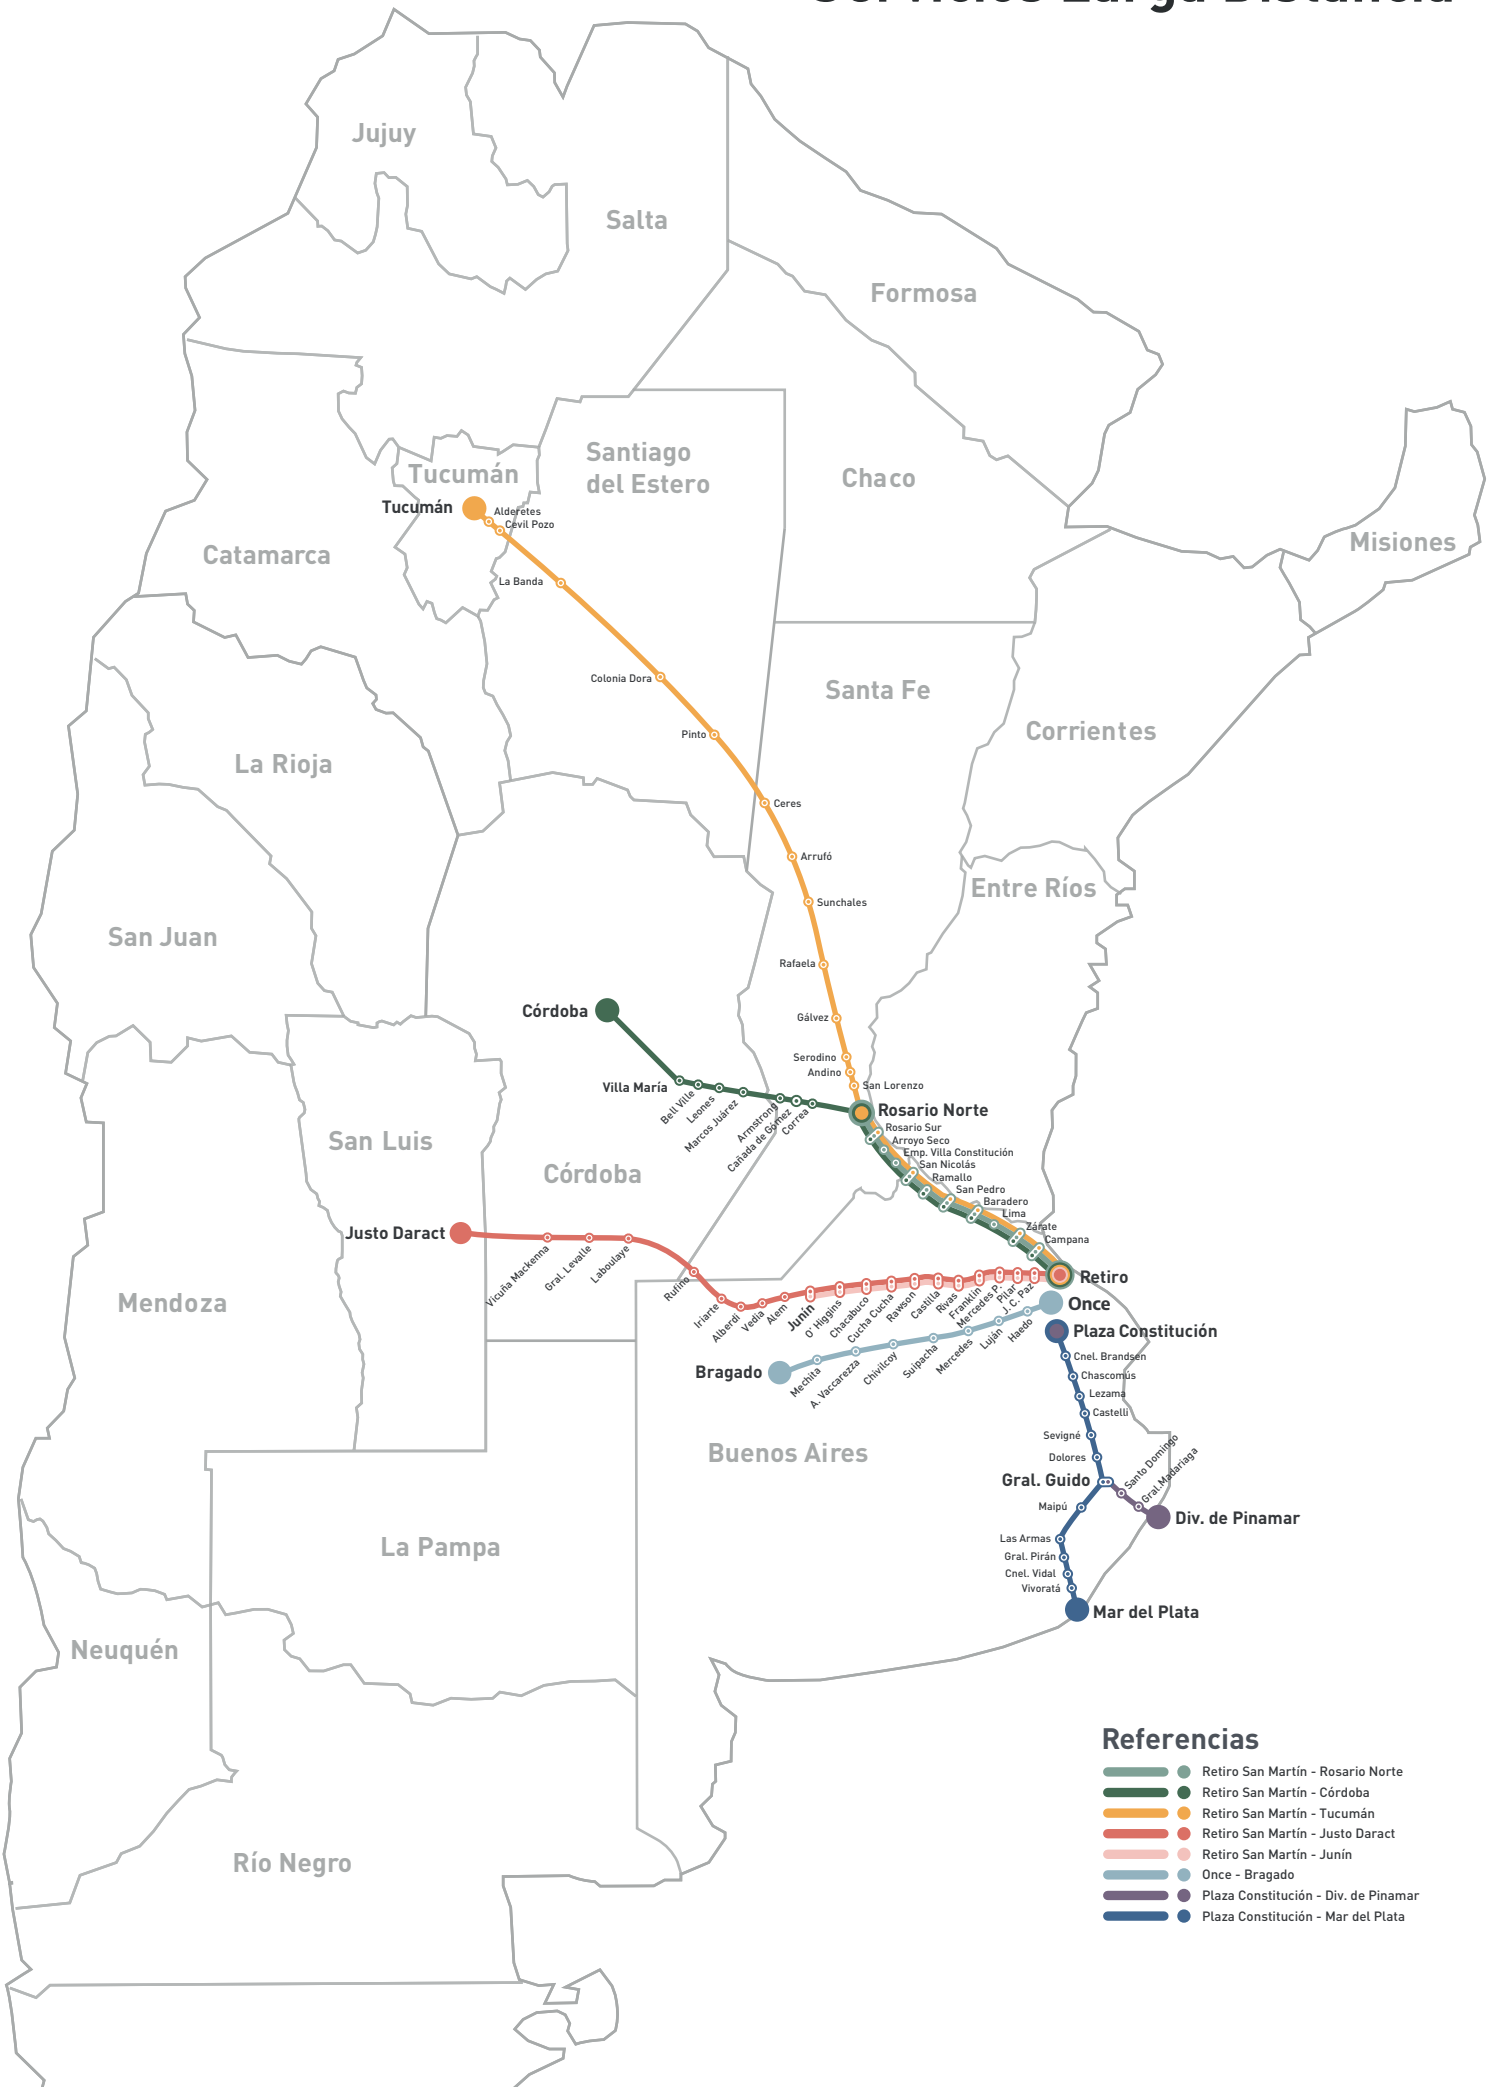 Servicios Larga Distancia
Jujuy
Salta
Formosa
Santiago
del Estero
Tucumán
Chaco
Tucumán
Alderetes
Cevil Pozo
Misiones
Catamarca
La Banda
Colonia Dora
Santa Fe
Pinto
Corrientes
La Rioja
Ceres
Arrufó
Entre Ríos
Sunchales
San Juan
Rafaela
Córdoba
Gálvez
Serodino
Andino
San Lorenzo
Villa María
Bell Ville
Leones
Marcos Juárez
Armstrong
Cañada de Gómez
Correa
Rosario Norte
Rosario Sur
Arroyo Seco
Emp. Villa Constitución
San Nicolás
Ramallo
San Pedro
Baradero
Lima
Zárate
Campana
San Luis
Córdoba
Justo Daract
Vicuña Mackenna
Gral. Levalle
Laboulaye
Rufino
Iriarte
Alberdi
Vedia
Alem
Junín
O' Higgins
Chacabuco
Cucha Cucha
Rawson
Castilla
Rivas
Franklin
Mercedes P.
Pilar
J. C. Paz
Retiro
Mendoza
Once
Plaza Constitución
Bragado
Mechita
A. Vaccarezza
Chivilcoy
Suipacha
Mercedes
Luján
Haedo
Cnel. Brandsen
Chascomús
Lezama
Castelli
Sevigné
Dolores
Buenos Aires
Gral. Guido
Santo Domingo
Gral.Madariaga
Maipú
Div. de Pinamar
Las Armas
Gral. Pirán
Cnel. Vidal
Vivoratá
Mar del Plata
La Pampa
Neuquén
Río Negro
Referencias
Retiro San Martín - Rosario Norte
Retiro San Martín - Córdoba
Retiro San Martín - Tucumán
Retiro San Martín - Justo Daract
Retiro San Martín - Junín
Once - Bragado
Plaza Constitución - Div. de Pinamar
Plaza Constitución - Mar del Plata